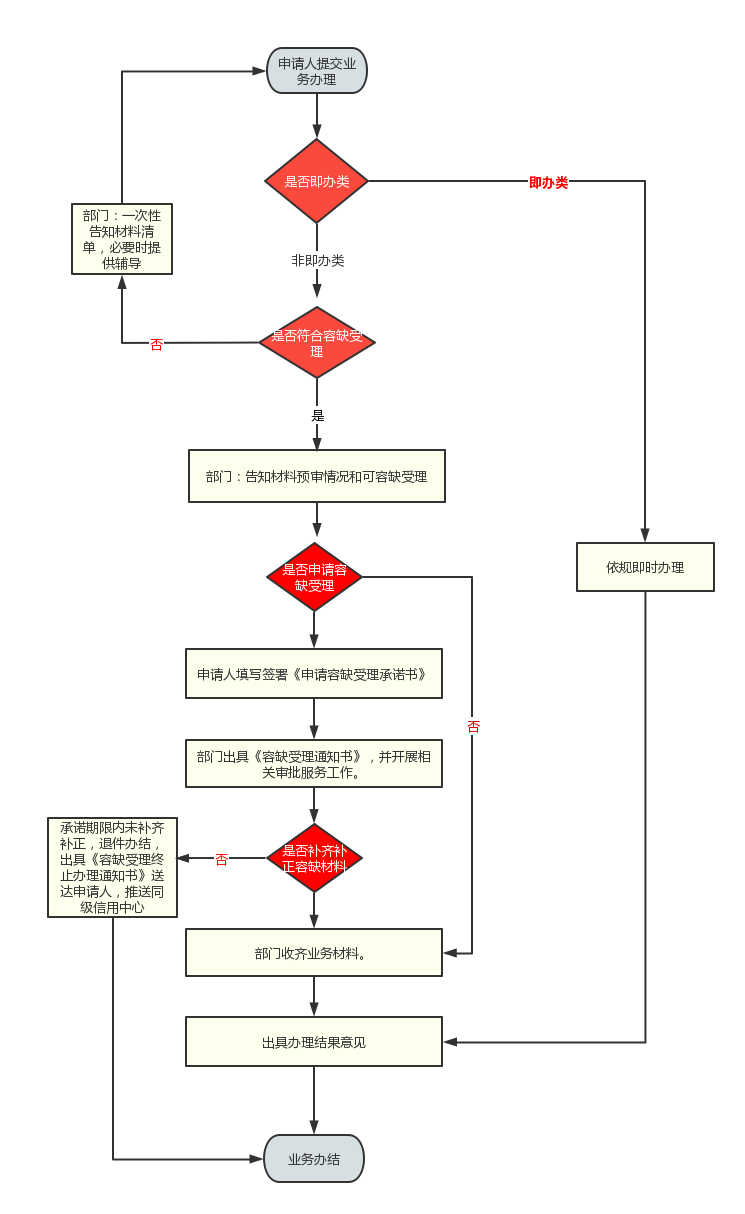 申请人提交业
务办理
是否即办类
即办类
部门：一次性
告知材料清
单，必要时提
供辅导
非即办类
是否符合容缺受
理
否
是
部门：告知材料预审情况和可容缺受理
是否申请容
缺受理
依规即时办理
申请人填写签署《申请容缺受理承诺书》
否
部门出具《容缺受理通知书》，并开展相
关审批服务工作。
承诺期限内未补齐
补正，退件办结，
出具《容缺受理终
止办理通知书》送
达申请人，推送同
级信用中心
否
是否补齐补
正容缺材料
部门收齐业务材料。
出具办理结果意见
业务办结